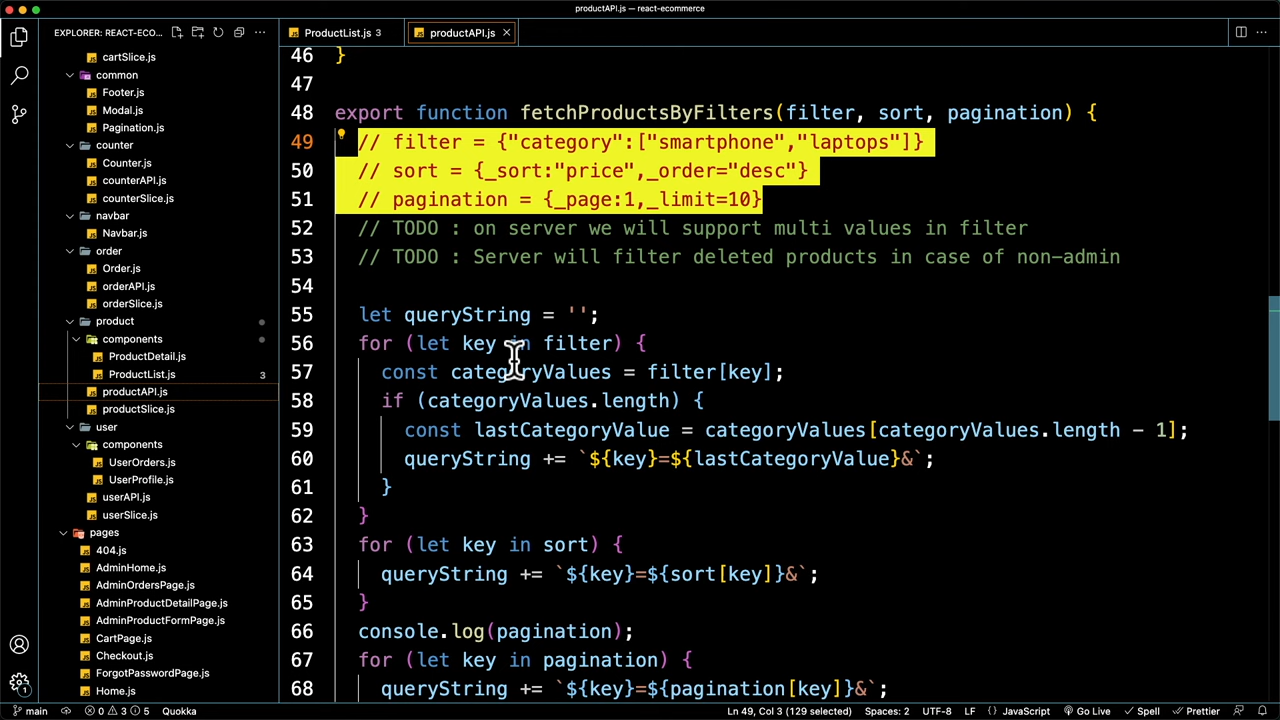 productAPI.js — react-ecommerce
EXPLORER: REACT-ECO...
ProductList.js 3
productAPI.js
cartSlice.js
common
Footer.js
Modal.js
Pagination.js
counter
Counter.js
counterAPI.js
counterSlice.js
navbar
Navbar.js
order
Order.js
orderAPI.js
orderSlice.js
product
components
ProductDetail.js
ProductList.js 3
productAPI.js
productSlice.js
user
components
UserOrders.js
UserProfile.js
userAPI.js
userSlice.js
pages
404.js
AdminHome.js
AdminOrdersPage.js
AdminProductDetailPage.js
AdminProductFormPage.js
CartPage.js
Checkout.js
ForgotPasswordPage.js
Home.js
46 }
47
48 export function fetchProductsByFilters(filter, sort, pagination) {
49 // filter = {"category":["smartphone","laptops"]}
50 // sort = {_sort:"price",_order="desc"}
51 // pagination = {_page:1,_limit=10}
52 // TODO : on server we will support multi values in filter
53 // TODO : Server will filter deleted products in case of non-admin
54
55 let queryString = '';
56 for (let key in filter) {
57 const categoryValues = filter[key];
58 if (categoryValues.length) {
59 const lastCategoryValue = categoryValues[categoryValues.length - 1];
60 queryString += `${key}=${lastCategoryValue}&`;
61 }
62 }
63 for (let key in sort) {
64 queryString += `${key}=${sort[key]}&`;
65 }
66 console.log(pagination);
67 for (let key in pagination) {
68 queryString += `${key}=${pagination[key]}&`;
1
main 0 3 5 Quokka Ln 49, Col 3 (129 selected) Spaces: 2 UTF-8 LF {} JavaScript Go Live Spell Prettier